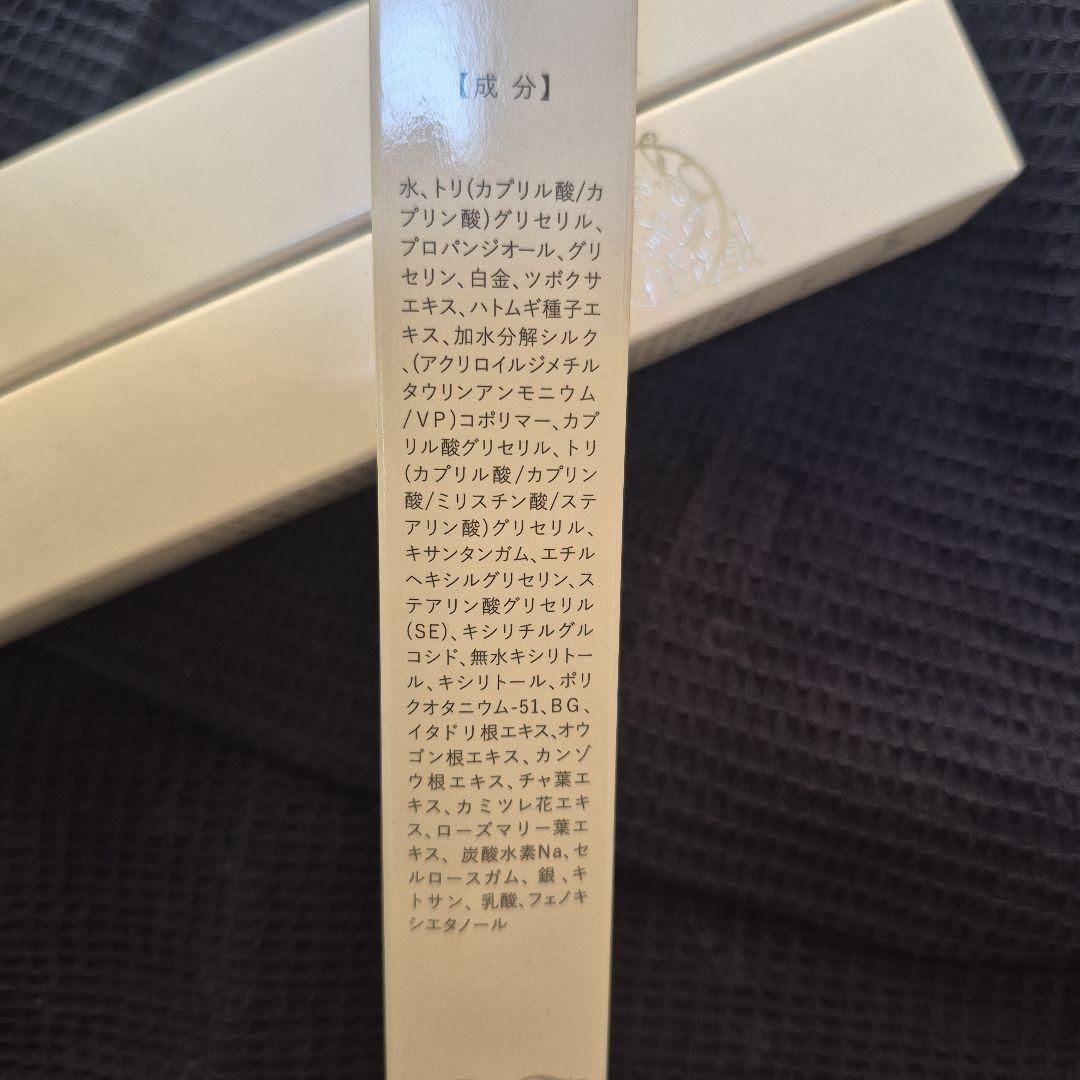 【成分】
水、トリ(カプリル酸/カ
プリン酸)グリセリル、
プロパンジオール、グリ
セリン、白金、ツボクサ
エキス、ハトムギ種子エ
キス、加水分解シルク
、(アクリロイルジメチル
タウリンアンモニウム
/VP)コポリマー、カプ
リル酸グリセリル、トリ
(カプリル酸/カプリン
酸/ミリスチン酸/ステ
アリン酸)グリセリル、
キサンタンガム、エチル
ヘキシルグリセリン、ス
テアリン酸グリセリル
(SE)、キシリチルグル
コシド、無水キシリトー
ル、キシリトール、ポリ
クオタニウム-51、BG、
イタドリ根エキス、オウ
ゴン根エキス、カンゾ
ウ根エキス、チャ葉エ
キス、カミツレ花エキ
ス、ローズマリー葉エ
キス、炭酸水素Na、セ
ルロースガム、銀、キ
トサン、乳酸、フェノキ
シエタノール